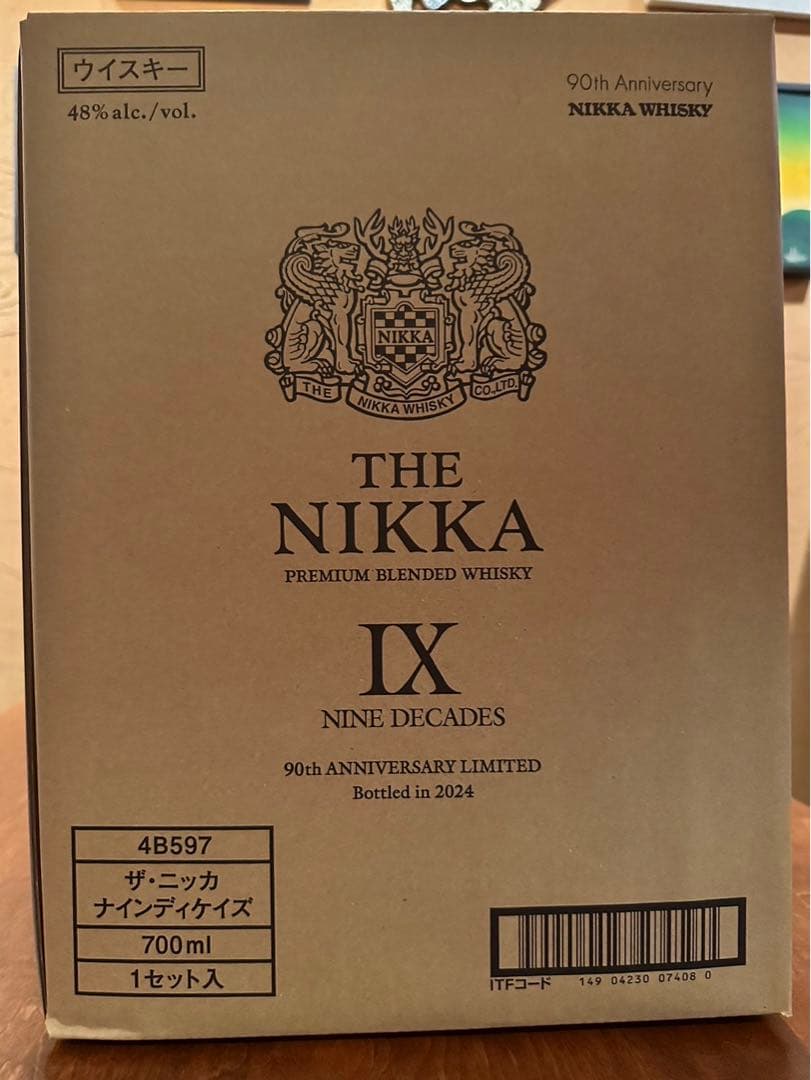 ウイスキー
48% alc./vol.
90th Anniversary
NIKKA WHISKY
NIKKA
THE NIKKA WHISKY CO.,LTD.
THE
NIKKA
PREMIUM BLENDED WHISKY
IX
NINE DECADES
90th ANNIVERSARY LIMITED
Bottled in 2024
4B597
ザ・ニッカ
ナインディケイズ
700ml
1セット入
ITFコード 149 04230 07408 0